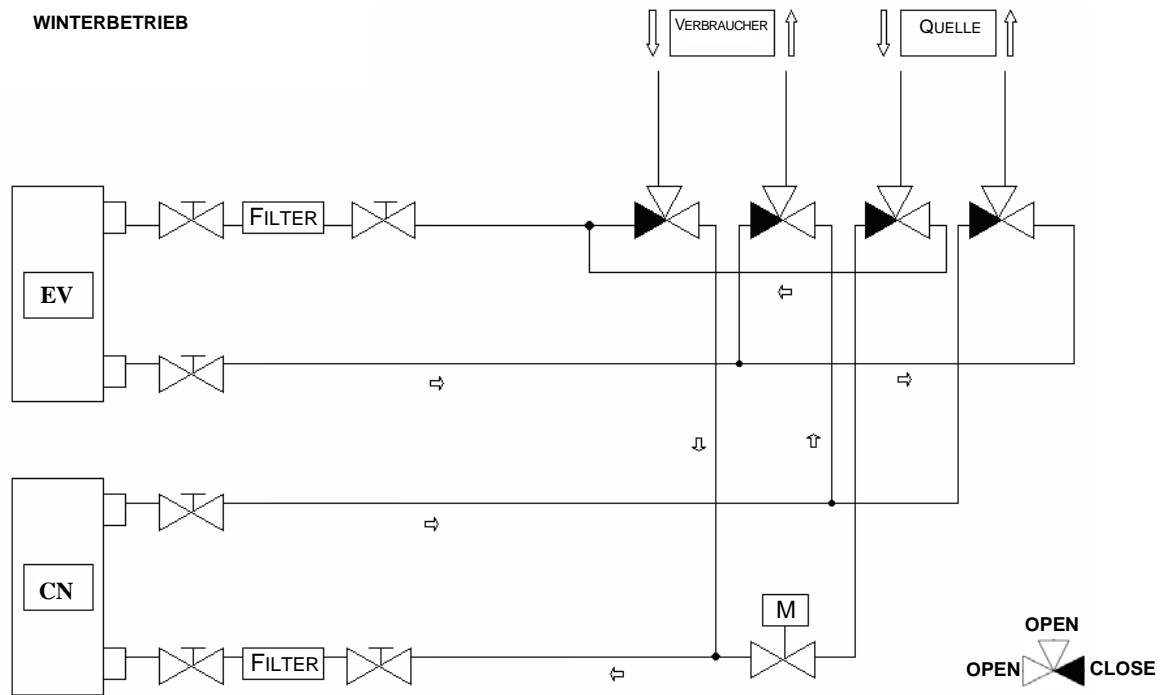 WINTERBETRIEB
VERBRAUCHER
QUELLE
FILTER
EV
CN
M
FILTER
OPEN
OPEN
CLOSE